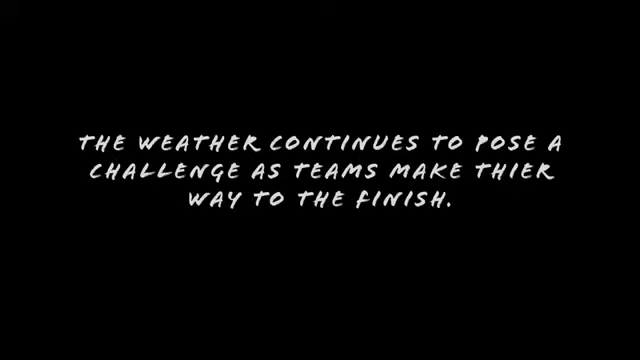 THE WEATHER CONTINUES TO POSE A
CHALLENGE AS TEAMS MAKE THIER
WAY TO THE FINISH.